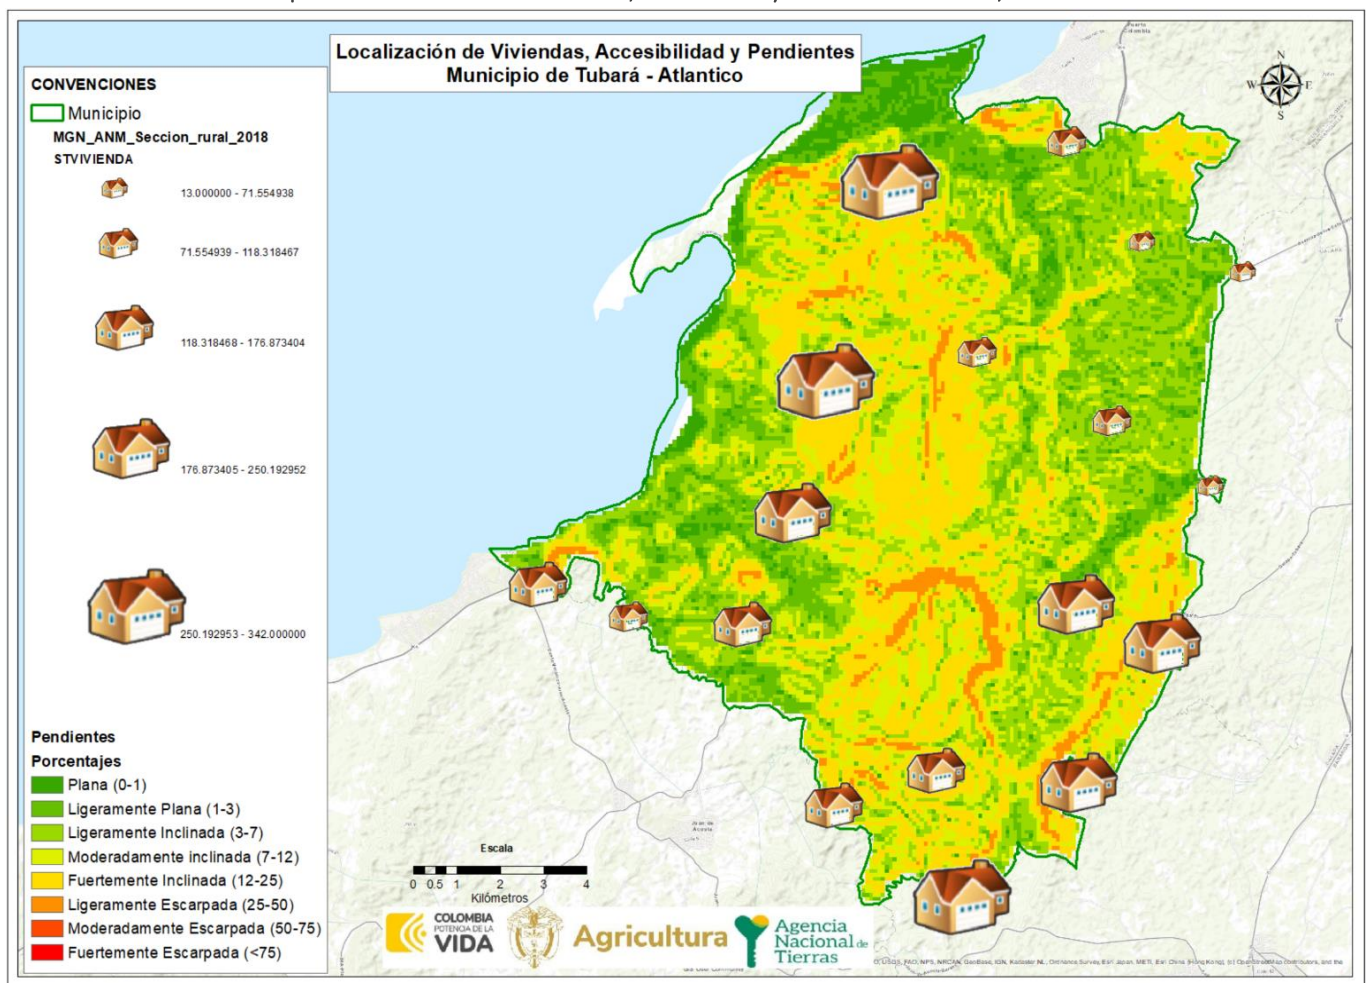 Localización de Viviendas, Accesibilidad y Pendientes
Municipio de Tubará - Atlantico
CONVENCIONES
Municipio
MGN_ANM_Seccion_rural_2018
STVIVIENDA
13.000000 - 71.554938
71.554939 - 118.318467
118.318468 - 176.873404
176.873405 - 250.192952
250.192953 - 342.000000
Pendientes
Porcentajes
Plana (0-1)
Ligeramente Plana (1-3)
Ligeramente Inclinada (3-7)
Moderadamente inclinada (7-12)
Fuertemente Inclinada (12-25)
Ligeramente Escarpada (25-50)
Moderadamente Escarpada (50-75)
Fuertemente Escarpada (<75)
N
W E
S
Juan de
Acosta
Escala
0 0.5 1 2 3 4
Kilómetros
COLOMBIA
POTENCIA DE LA
VIDA
Agricultura
Agencia
Nacional de
Tierras